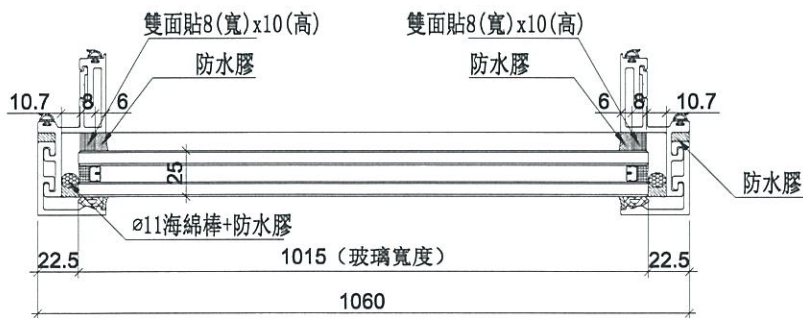 雙面貼8(寬)x10(高)
雙面貼8(寬)x10(高)
防水膠
防水膠
10.7
8
6
6
8
10.7
25
防水膠
ø11海綿棒+防水膠
22.5
1015（玻璃寬度）
22.5
1060